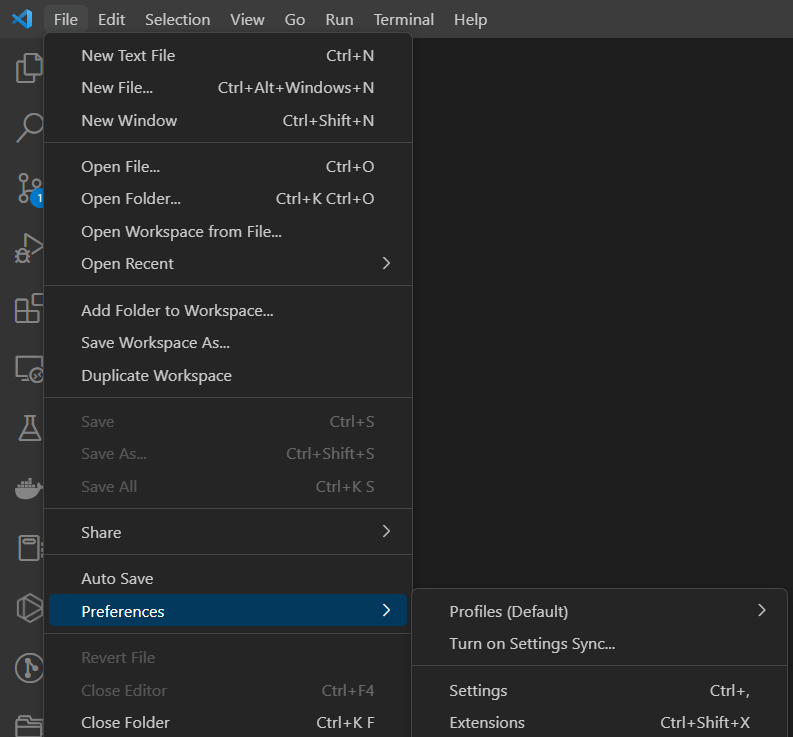 File Edit Selection View Go Run Terminal Help
New Text File Ctrl+N
New File... Ctrl+Alt+Windows+N
New Window Ctrl+Shift+N
Open File... Ctrl+O
Open Folder... Ctrl+K Ctrl+O
1
Open Workspace from File...
Open Recent
Add Folder to Workspace...
Save Workspace As...
Duplicate Workspace
Save Ctrl+S
Save As... Ctrl+Shift+S
Save All Ctrl+K S
Share
Auto Save
Preferences
Profiles (Default)
Turn on Settings Sync...
Revert File
Close Editor Ctrl+F4
Settings Ctrl+,
Close Folder Ctrl+K F
Extensions Ctrl+Shift+X